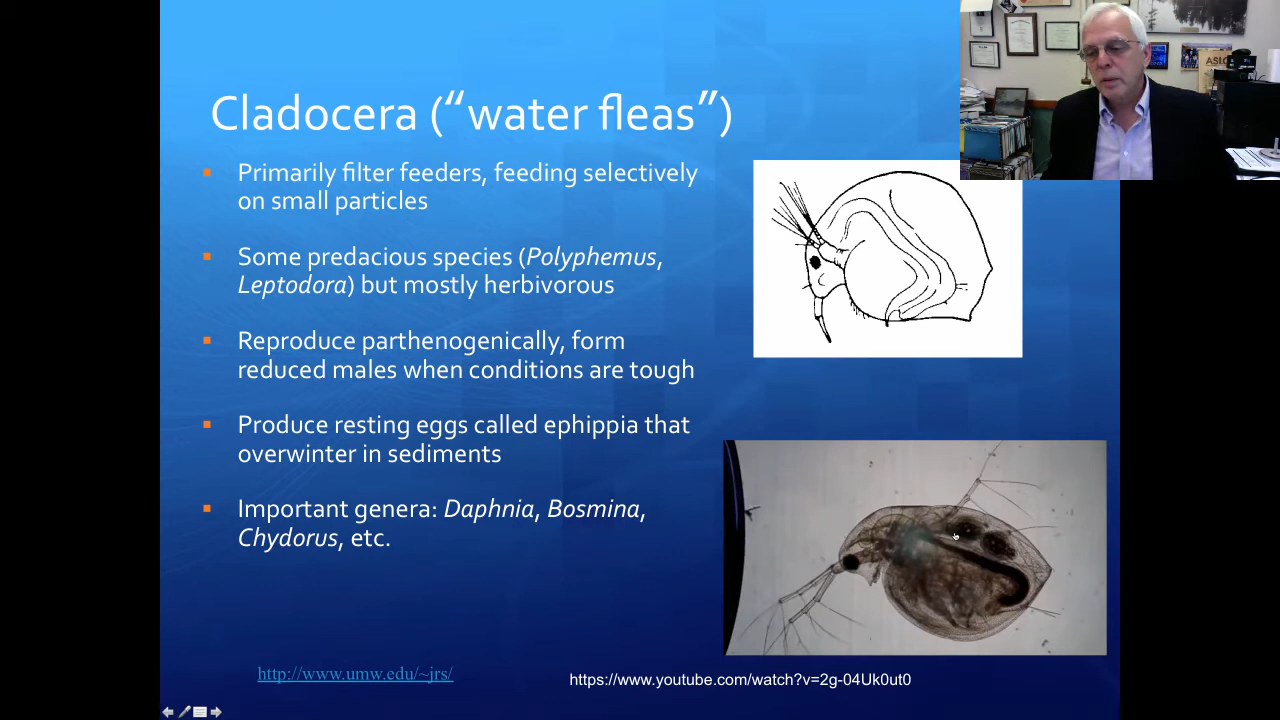 Cladocera (“water fleas”)
▪ Primarily filter feeders, feeding selectively
on small particles
▪ Some predacious species (Polyphemus,
Leptodora) but mostly herbivorous
▪ Reproduce parthenogenically, form
reduced males when conditions are tough
▪ Produce resting eggs called ephippia that
overwinter in sediments
▪ Important genera: Daphnia, Bosmina,
Chydorus, etc.
http://www.umw.edu/~jrs/
https://www.youtube.com/watch?v=2g-04Uk0ut0